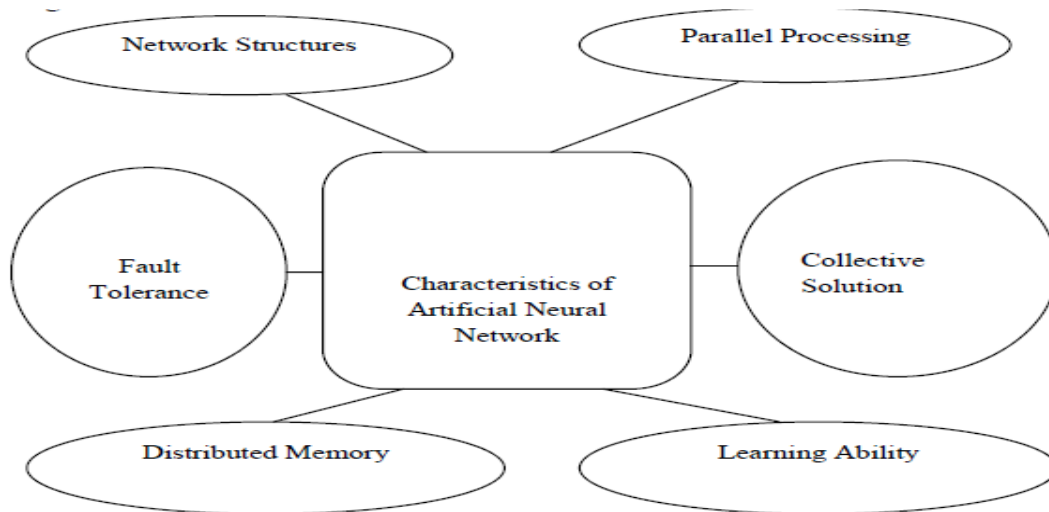 Network Structures
Parallel Processing
Fault
Tolerance
Characteristics of
Artificial Neural
Network
Collective
Solution
Distributed Memory
Learning Ability